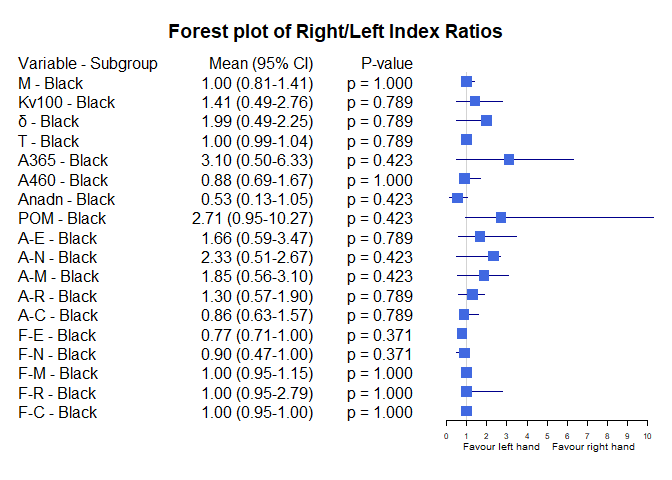 Forest plot of Right/Left Index Ratios
Variable - Subgroup Mean (95% CI) P-value
M - Black 1.00 (0.81-1.41) p = 1.000
Kv100 - Black 1.41 (0.49-2.76) p = 0.789
δ - Black 1.99 (0.49-2.25) p = 0.789
T - Black 1.00 (0.99-1.04) p = 0.789
A365 - Black 3.10 (0.50-6.33) p = 0.423
A460 - Black 0.88 (0.69-1.67) p = 1.000
Anadn - Black 0.53 (0.13-1.05) p = 0.423
POM - Black 2.71 (0.95-10.27) p = 0.423
A-E - Black 1.66 (0.59-3.47) p = 0.789
A-N - Black 2.33 (0.51-2.67) p = 0.423
A-M - Black 1.85 (0.56-3.10) p = 0.423
A-R - Black 1.30 (0.57-1.90) p = 0.789
A-C - Black 0.86 (0.63-1.57) p = 0.789
F-E - Black 0.77 (0.71-1.00) p = 0.371
F-N - Black 0.90 (0.47-1.00) p = 0.371
F-M - Black 1.00 (0.95-1.15) p = 1.000
F-R - Black 1.00 (0.95-2.79) p = 1.000
F-C - Black 1.00 (0.95-1.00) p = 1.000
0 1 2 3 4 5 6 7 8 9 10
Favour left hand Favour right hand